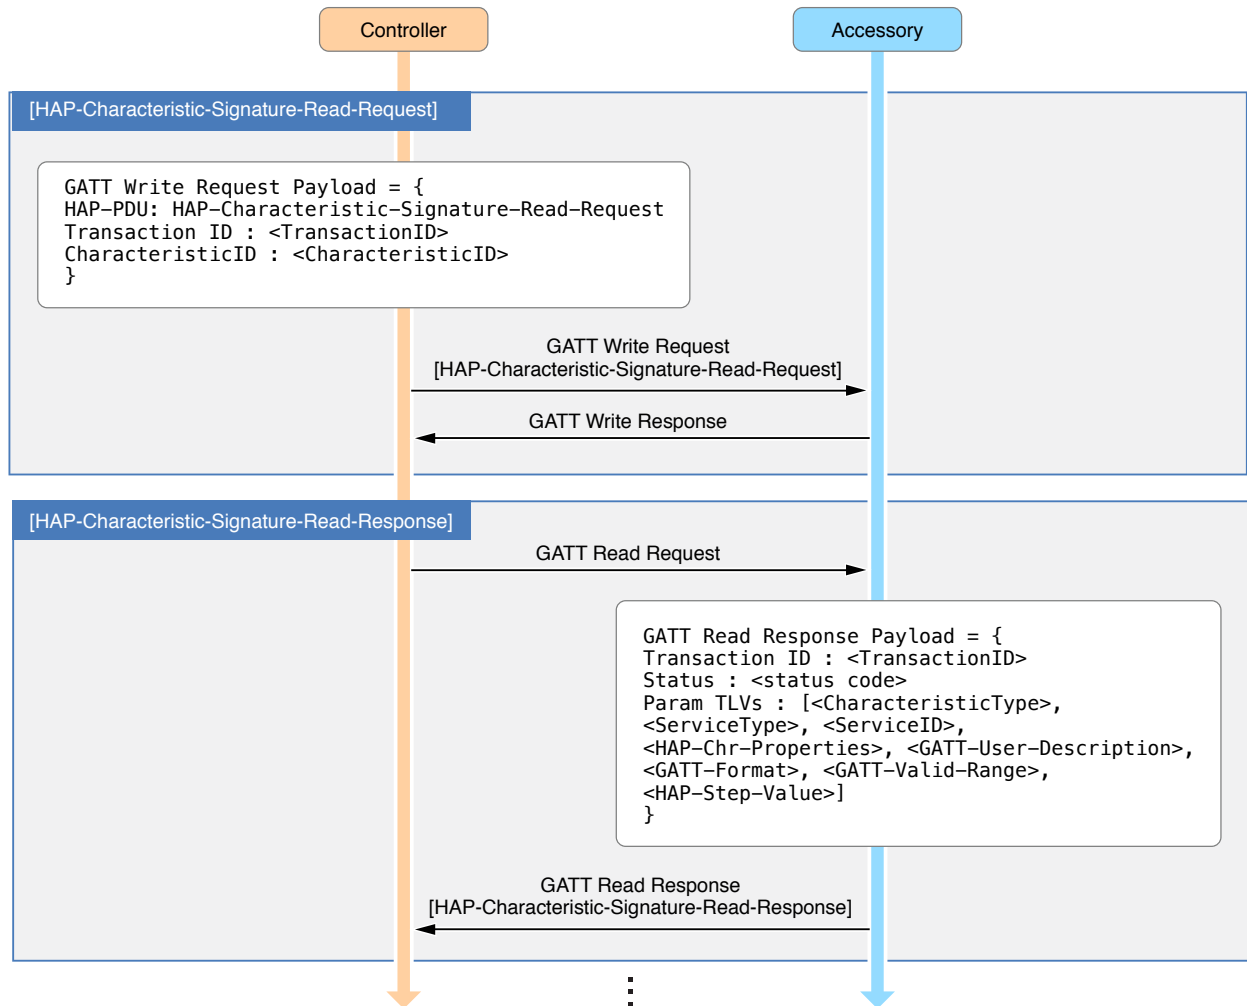 Controller
Accessory
[HAP-Characteristic-Signature-Read-Request]
GATT Write Request Payload = {
HAP-PDU: HAP-Characteristic-Signature-Read-Request
Transaction ID : <TransactionID>
CharacteristicID : <CharacteristicID>
}
GATT Write Request
[HAP-Characteristic-Signature-Read-Request]
GATT Write Response
[HAP-Characteristic-Signature-Read-Response]
GATT Read Request
GATT Read Response Payload = {
Transaction ID : <TransactionID>
Status : <status code>
Param TLVs : [<CharacteristicType>,
<ServiceType>, <ServiceID>,
<HAP-Chr-Properties>, <GATT-User-Description>,
<GATT-Format>, <GATT-Valid-Range>,
<HAP-Step-Value>]
}
GATT Read Response
[HAP-Characteristic-Signature-Read-Response]